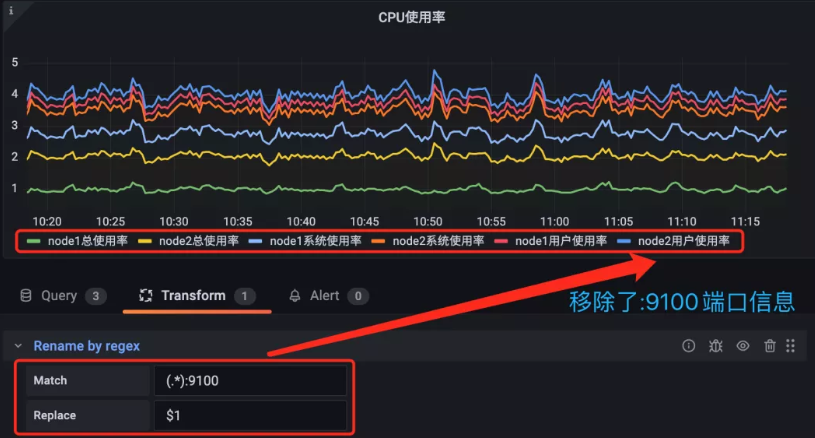 i
CPU使用率
5
4
3
2
1
10:20 10:25 10:30 10:35 10:40 10:45 10:50 10:55 11:00 11:05 11:10 11:15
node1总使用率 node2总使用率 node1系统使用率 node2系统使用率 node1用户使用率 node2用户使用率
Query 3 Transform 1 Alert 0
移除了:9100端口信息
Rename by regex
Match (.*):9100
Replace $1